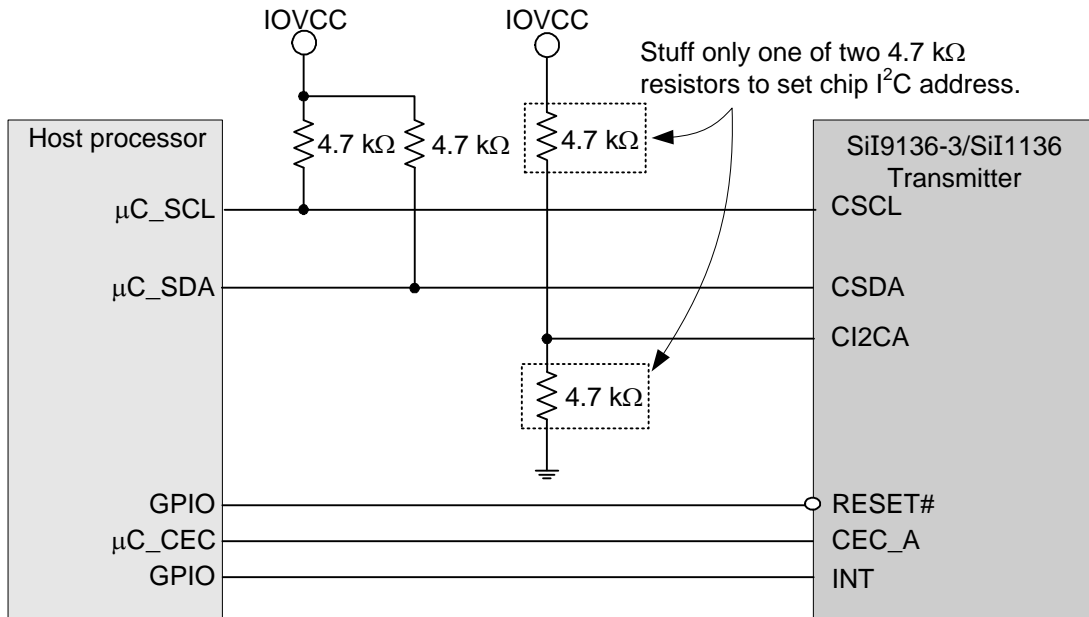 IOVCC
IOVCC
Stuff only one of two 4.7 kΩ
resistors to set chip I²C address.
Host processor
4.7 kΩ
4.7 kΩ
4.7 kΩ
SiI9136-3/SiI1136
Transmitter
μC_SCL
CSCL
μC_SDA
CSDA
CI2CA
4.7 kΩ
GPIO
RESET#
μC_CEC
CEC_A
GPIO
INT